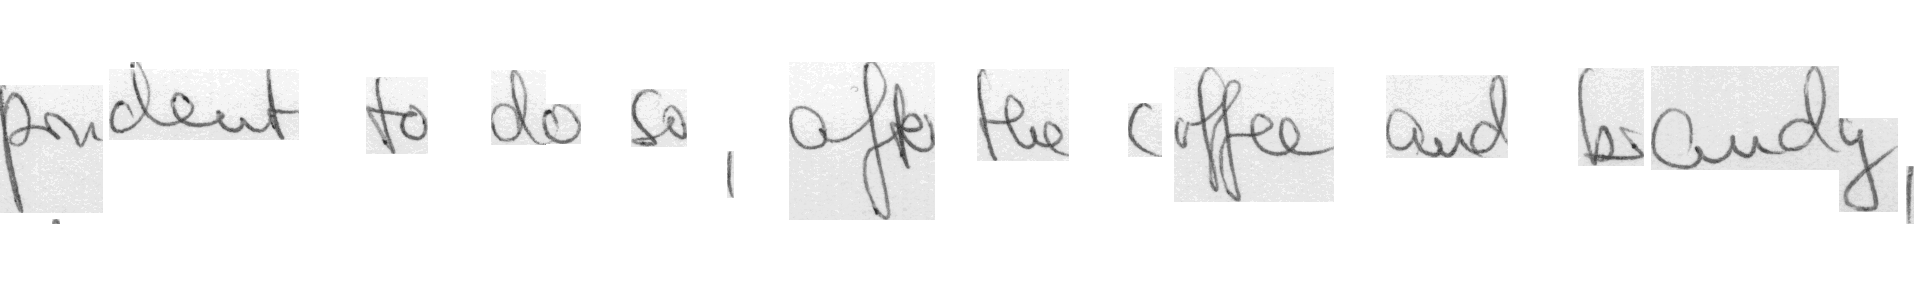 prudent to do so, after the coffee and brandy,